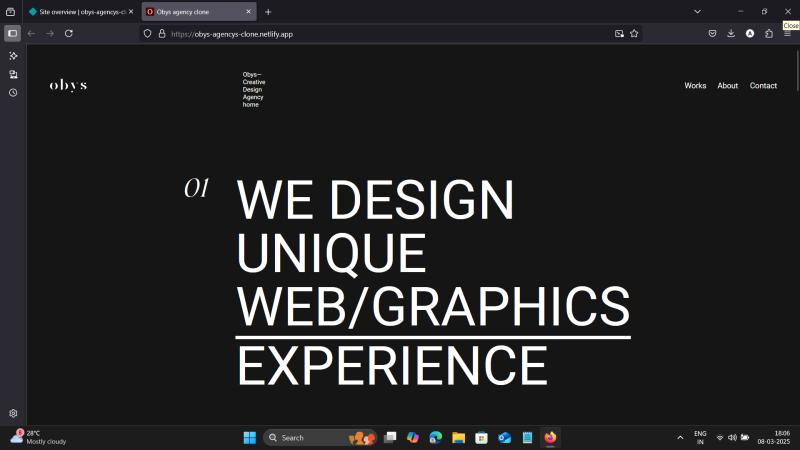 Site overview | obys-agencys-cl
Obys agency clone
Close
https://obys-agencys-clone.netlify.app
obys
Obys—
Creative
Design
Agency
home
Works About Contact
01
WE DESIGN
UNIQUE
WEB/GRAPHICS
EXPERIENCE
28°C
Mostly cloudy
Search
ENG
IN
18:06
08-03-2025